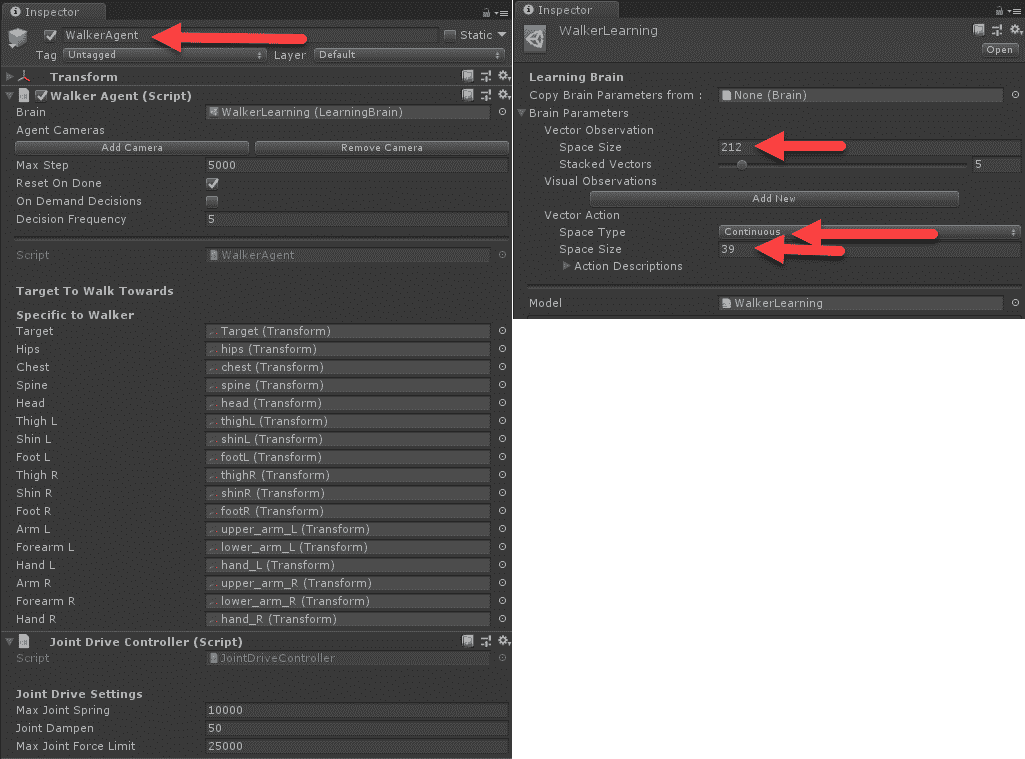 Inspector
WalkerAgent
Static
Tag Untagged Layer Default
Transform
Walker Agent (Script)
Brain WalkerLearning (LearningBrain)
Agent Cameras
Add Camera Remove Camera
Max Step 5000
Reset On Done
On Demand Decisions
Decision Frequency 5
Script WalkerAgent
Target To Walk Towards
Specific to Walker
Target Target (Transform)
Hips hips (Transform)
Chest chest (Transform)
Spine spine (Transform)
Head head (Transform)
Thigh L thighL (Transform)
Shin L shinL (Transform)
Foot L footL (Transform)
Thigh R thighR (Transform)
Shin R shinR (Transform)
Foot R footR (Transform)
Arm L upper_arm_L (Transform)
Forearm L lower_arm_L (Transform)
Hand L hand_L (Transform)
Arm R upper_arm_R (Transform)
Forearm R lower_arm_R (Transform)
Hand R hand_R (Transform)
Joint Drive Controller (Script)
Script JointDriveController
Joint Drive Settings
Max Joint Spring 10000
Joint Dampen 50
Max Joint Force Limit 25000
Inspector
WalkerLearning
Open
Learning Brain
Copy Brain Parameters from : None (Brain)
Brain Parameters
Vector Observation
Space Size 212
Stacked Vectors 5
Visual Observations
Add New
Vector Action
Space Type Continuous
Space Size 39
Action Descriptions
Model WalkerLearning